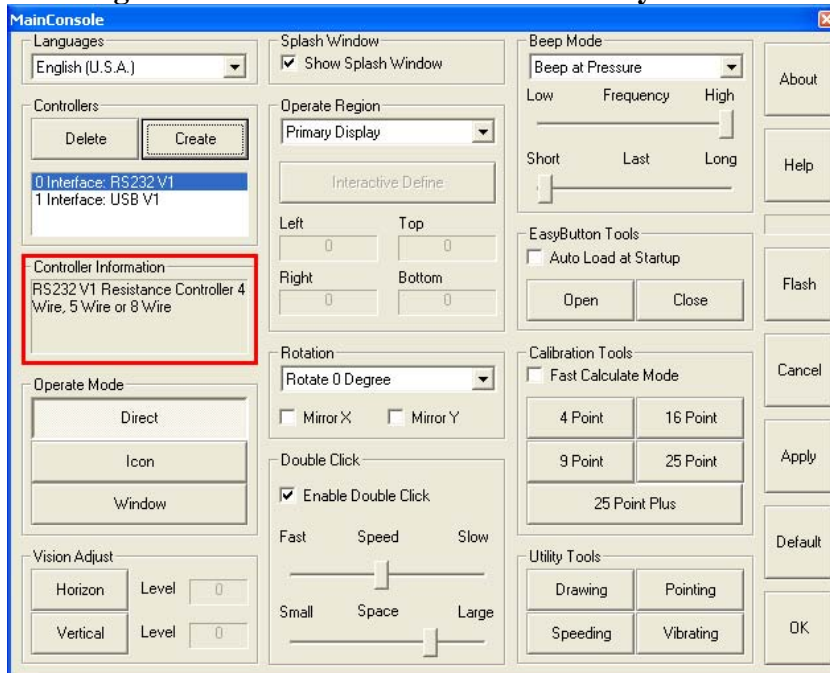 MainConsole
Languages
English (U.S.A.)
Controllers
Delete Create
0 Interface: RS232 V1
1 Interface: USB V1
Controller Information
RS232 V1 Resistance Controller 4
Wire, 5 Wire or 8 Wire
Operate Mode
Direct
Icon
Window
Vision Adjust
Horizon Level 0
Vertical Level 0
Splash Window
Show Splash Window
Operate Region
Primary Display
Interactive Define
Left Top
0 0
Right Bottom
0 0
Rotation
Rotate 0 Degree
Mirror X Mirror Y
Double Click
Enable Double Click
Fast Speed Slow
Small Space Large
Beep Mode
Beep at Pressure
Low Frequency High
Short Last Long
EasyButton Tools
Auto Load at Startup
Open Close
Calibration Tools
Fast Calculate Mode
4 Point 16 Point
9 Point 25 Point
25 Point Plus
Utility Tools
Drawing Pointing
Speeding Vibrating
About
Help
Flash
Cancel
Apply
Default
OK